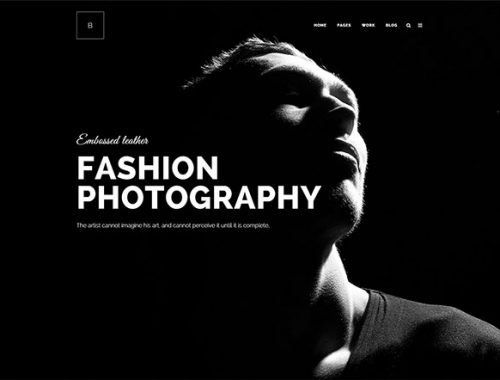 B
HOME PAGES WORK BLOG
Embossed leather
FASHION
PHOTOGRAPHY
The artist cannot imagine his art, and cannot perceive it until it is complete.